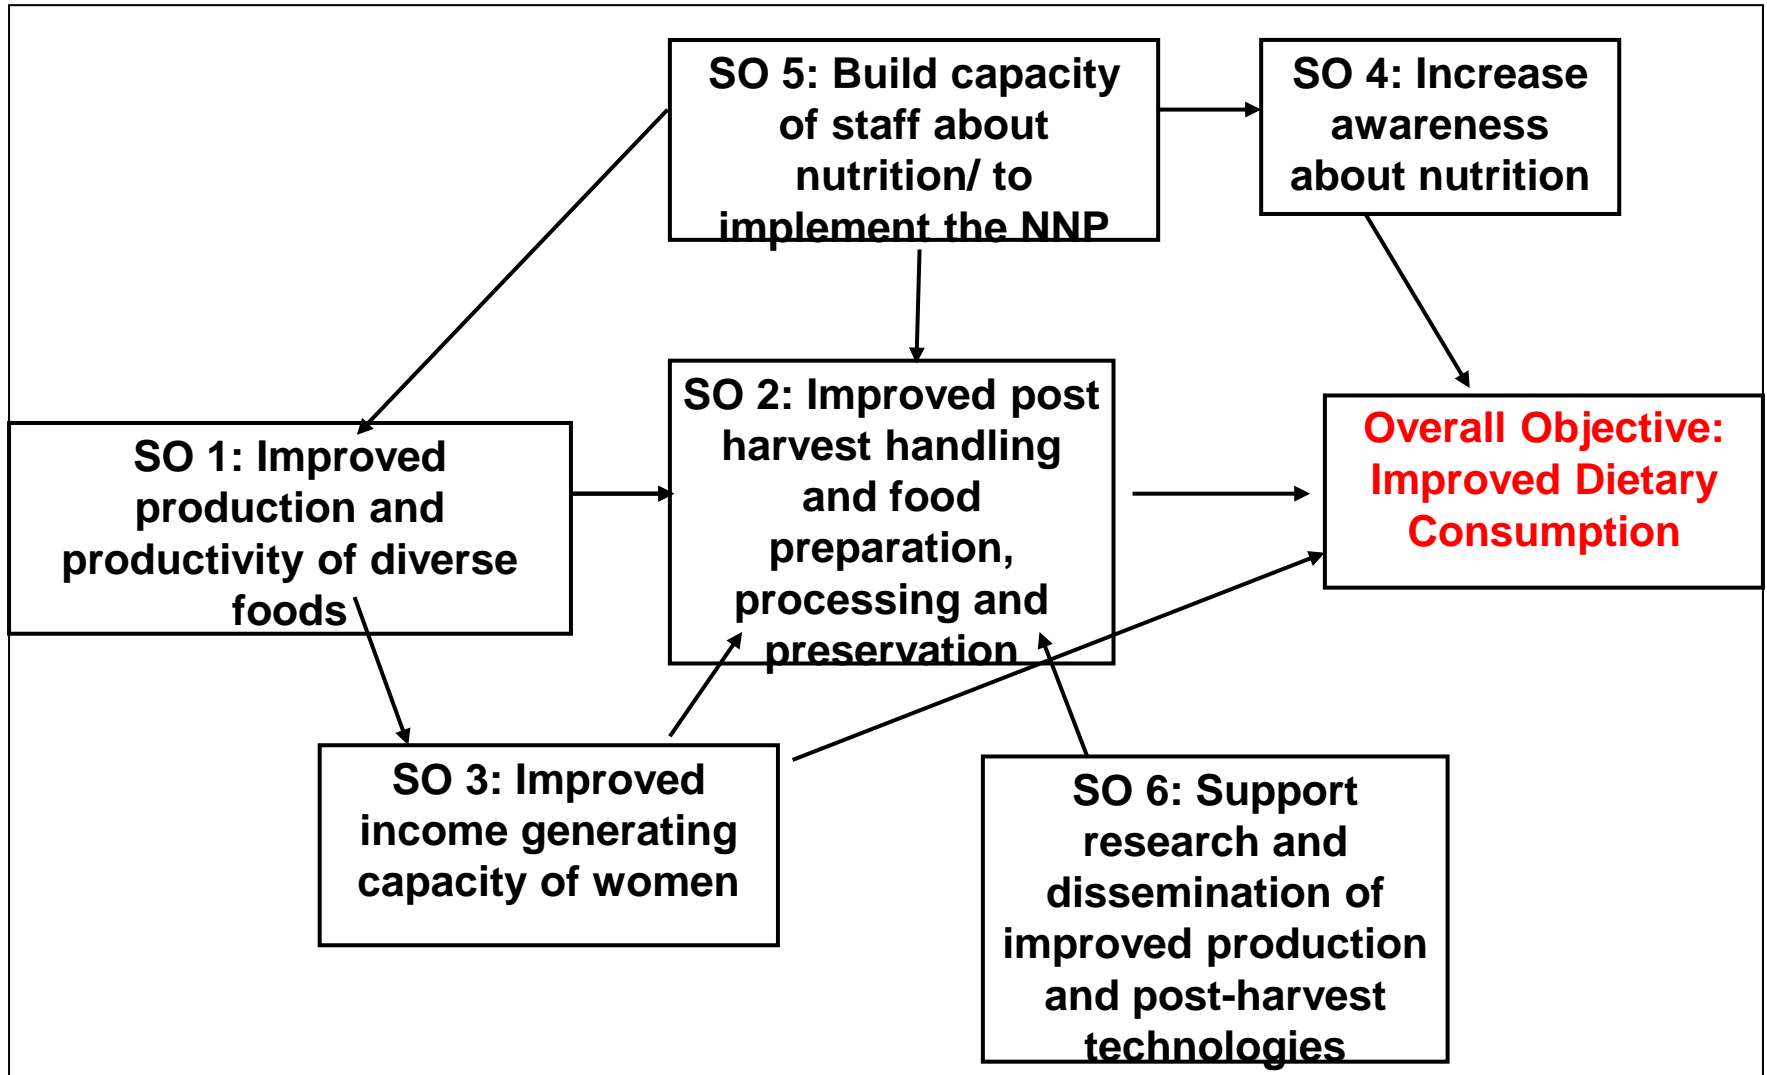 SO 5: Build capacity
of staff about
nutrition/ to
implement the NNP
SO 4: Increase
awareness
about nutrition
SO 1: Improved
production and
productivity of diverse
foods
SO 2: Improved post
harvest handling
and food
preparation,
processing and
preservation
Overall Objective:
Improved Dietary
Consumption
SO 3: Improved
income generating
capacity of women
SO 6: Support
research and
dissemination of
improved production
and post-harvest
technologies